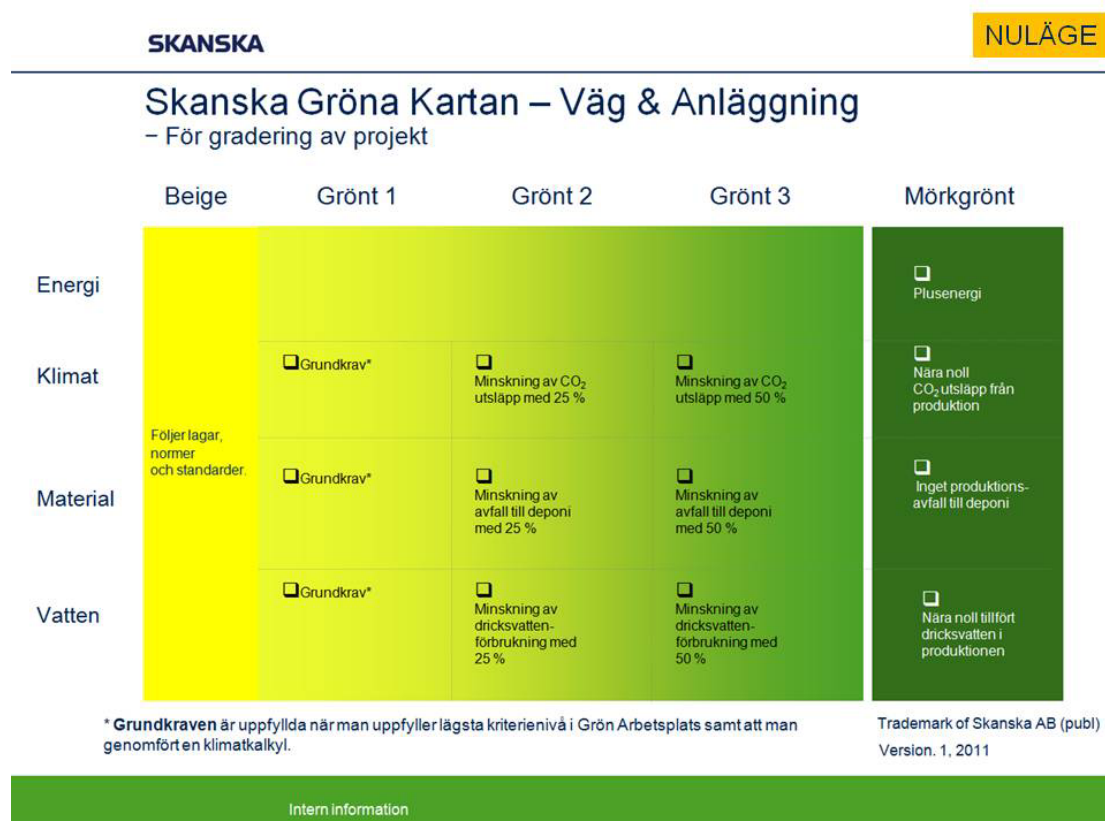 SKANSKA
NULÄGE
Skanska Gröna Kartan – Väg & Anläggning
– För gradering av projekt
Beige
Grönt 1
Grönt 2
Grönt 3
Mörkgrönt
Energi
❑
Plusenergi
Klimat
❑Grundkrav*
❑
Minskning av CO₂
utsläpp med 25 %
❑
Minskning av CO₂
utsläpp med 50 %
❑
Nära noll
CO₂ utsläpp från
produktion
Följer lagar,
normer
och standarder.
Material
❑Grundkrav*
❑
Minskning av
avfall till deponi
med 25 %
❑
Minskning av
avfall till deponi
med 50 %
❑
Inget produktions-
avfall till deponi
Vatten
❑Grundkrav*
❑
Minskning av
dricksvatten-
förbrukning med
25 %
❑
Minskning av
dricksvatten-
förbrukning med
50 %
❑
Nära noll tillfört
dricksvatten i
produktionen
* Grundkraven är uppfyllda när man uppfyller lägsta kriterienivå i Grön Arbetsplats samt att man
genomfört en klimatkalkyl.
Trademark of Skanska AB (publ)
Version. 1, 2011
Intern information